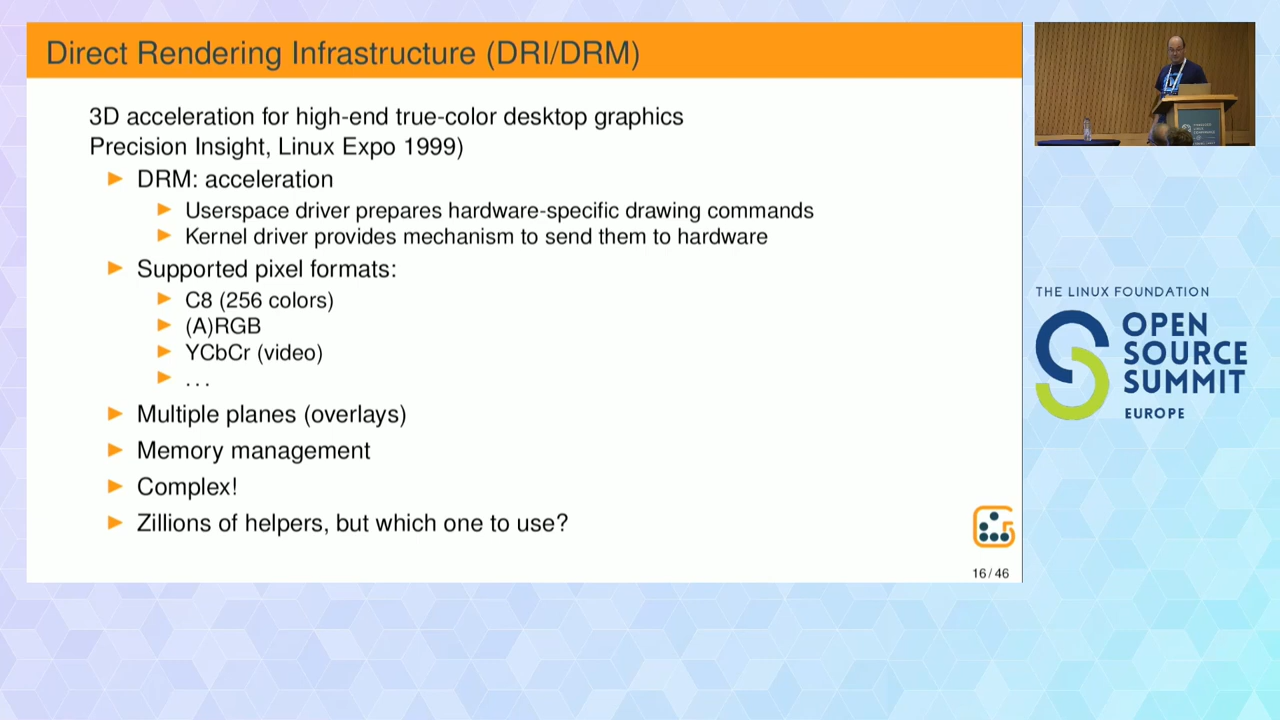 Direct Rendering Infrastructure (DRI/DRM)
3D acceleration for high-end true-color desktop graphics
Precision Insight, Linux Expo 1999)
DRM: acceleration
Userspace driver prepares hardware-specific drawing commands
Kernel driver provides mechanism to send them to hardware
Supported pixel formats:
C8 (256 colors)
(A)RGB
YCbCr (video)
...
Multiple planes (overlays)
Memory management
Complex!
Zillions of helpers, but which one to use?
16/46
THE LINUX FOUNDATION
OPEN
SOURCE
SUMMIT
EUROPE